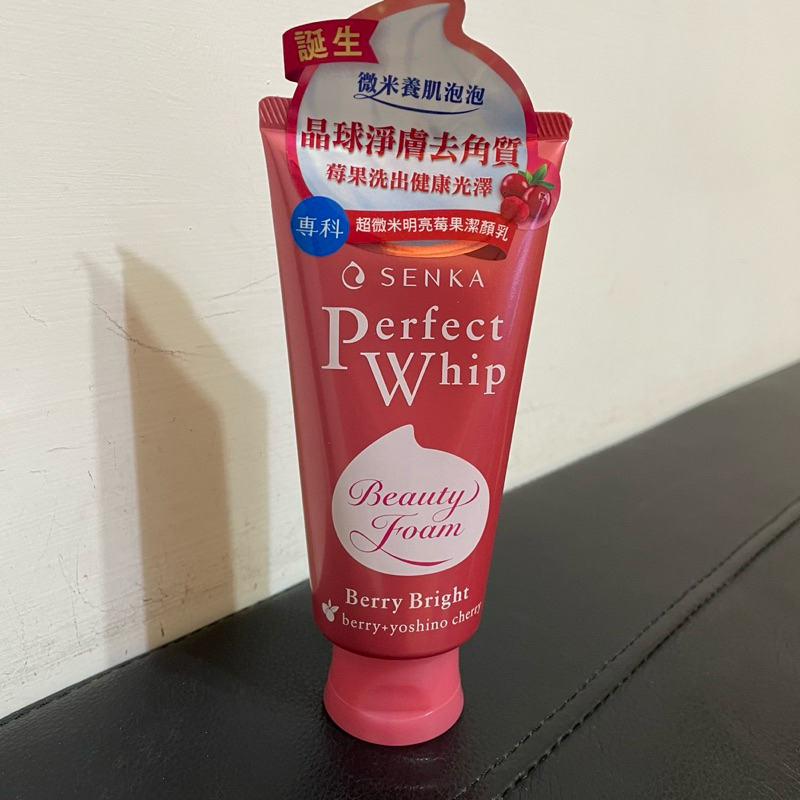 誕生
微米養肌泡泡
晶球淨膚去角質
莓果洗出健康光澤
專科
超微米明亮莓果潔顏乳
SENKA
Perfect
Whip
Beauty
Foam
Berry Bright
berry+yoshino cherry